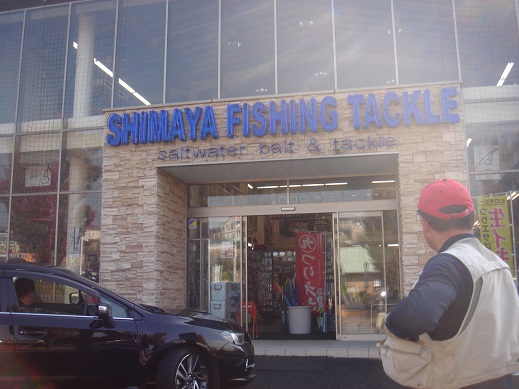 SHIMAYA FISHING TACKLE
saltwater bait & tackle